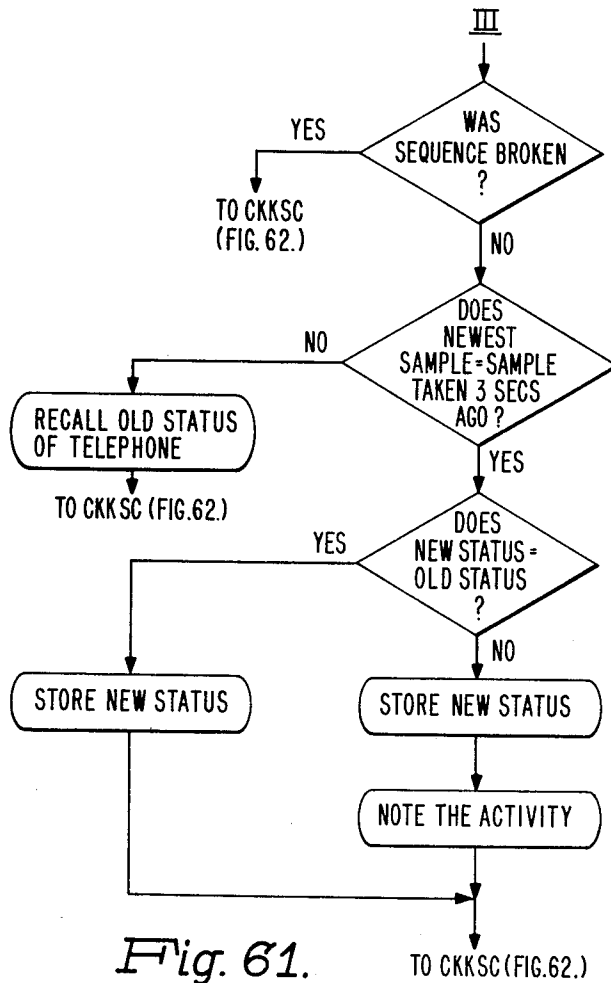 III
WAS
SEQUENCE BROKEN
?
YES
TO CKKSC
(FIG. 62.)
NO
DOES
NEWEST
SAMPLE=SAMPLE
TAKEN 3 SECS
AGO?
NO
RECALL OLD STATUS
OF TELEPHONE
TO CKKSC (FIG.62.)
YES
DOES
NEW STATUS=
OLD STATUS
?
YES
NO
STORE NEW STATUS
STORE NEW STATUS
NOTE THE ACTIVITY
Fig. 61.
TO CKKSC (FIG.62.)